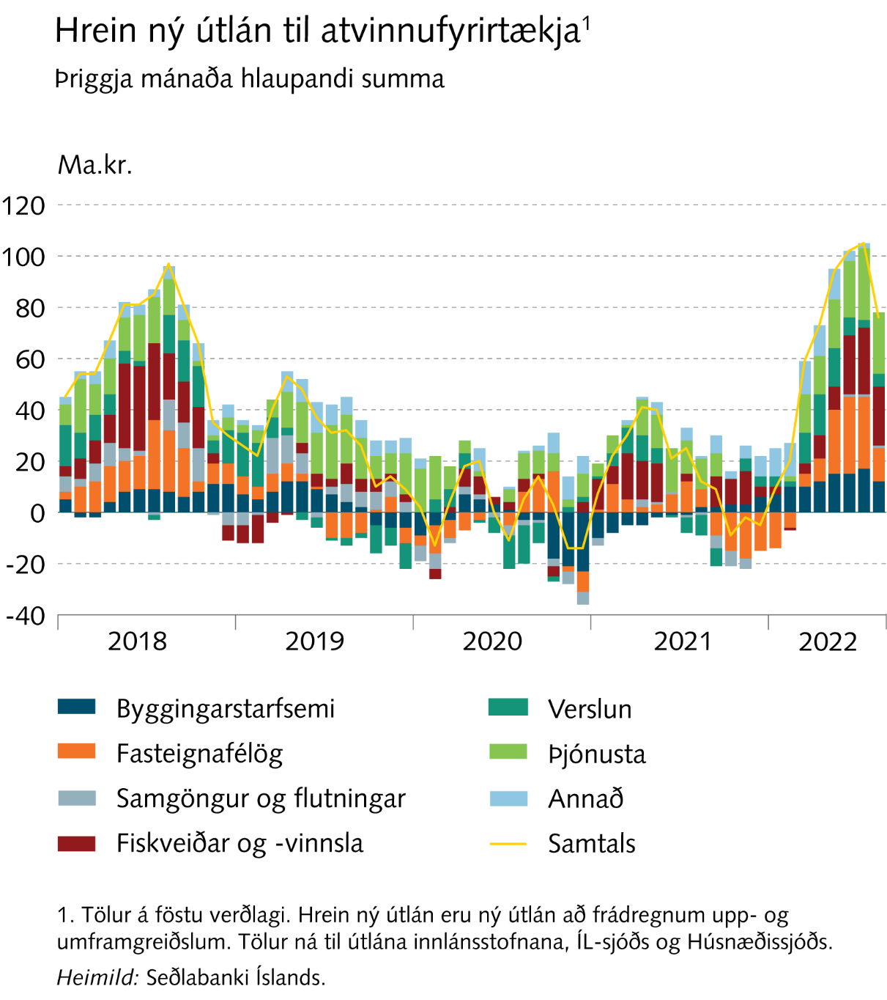 Hrein ný útlán til atvinnufyrirtækja¹
Þriggja mánaða hlaupandi summa
Ma.kr.
120
100
80
60
40
20
0
-20
-40
2018 2019 2020 2021 2022
Byggingarstarfsemi
Fasteignafélög
Samgöngur og flutningar
Fiskveiðar og -vinnsla
Verslun
Þjónusta
Annað
Samtals
1. Tölur á föstu verðlagi. Hrein ný útlán eru ný útlán að frádregnum upp- og
umframgreiðslum. Tölur ná til útlána innlánsstofnana, ÍL-sjóðs og Húsnæðissjóðs.
Heimild: Seðlabanki Íslands.